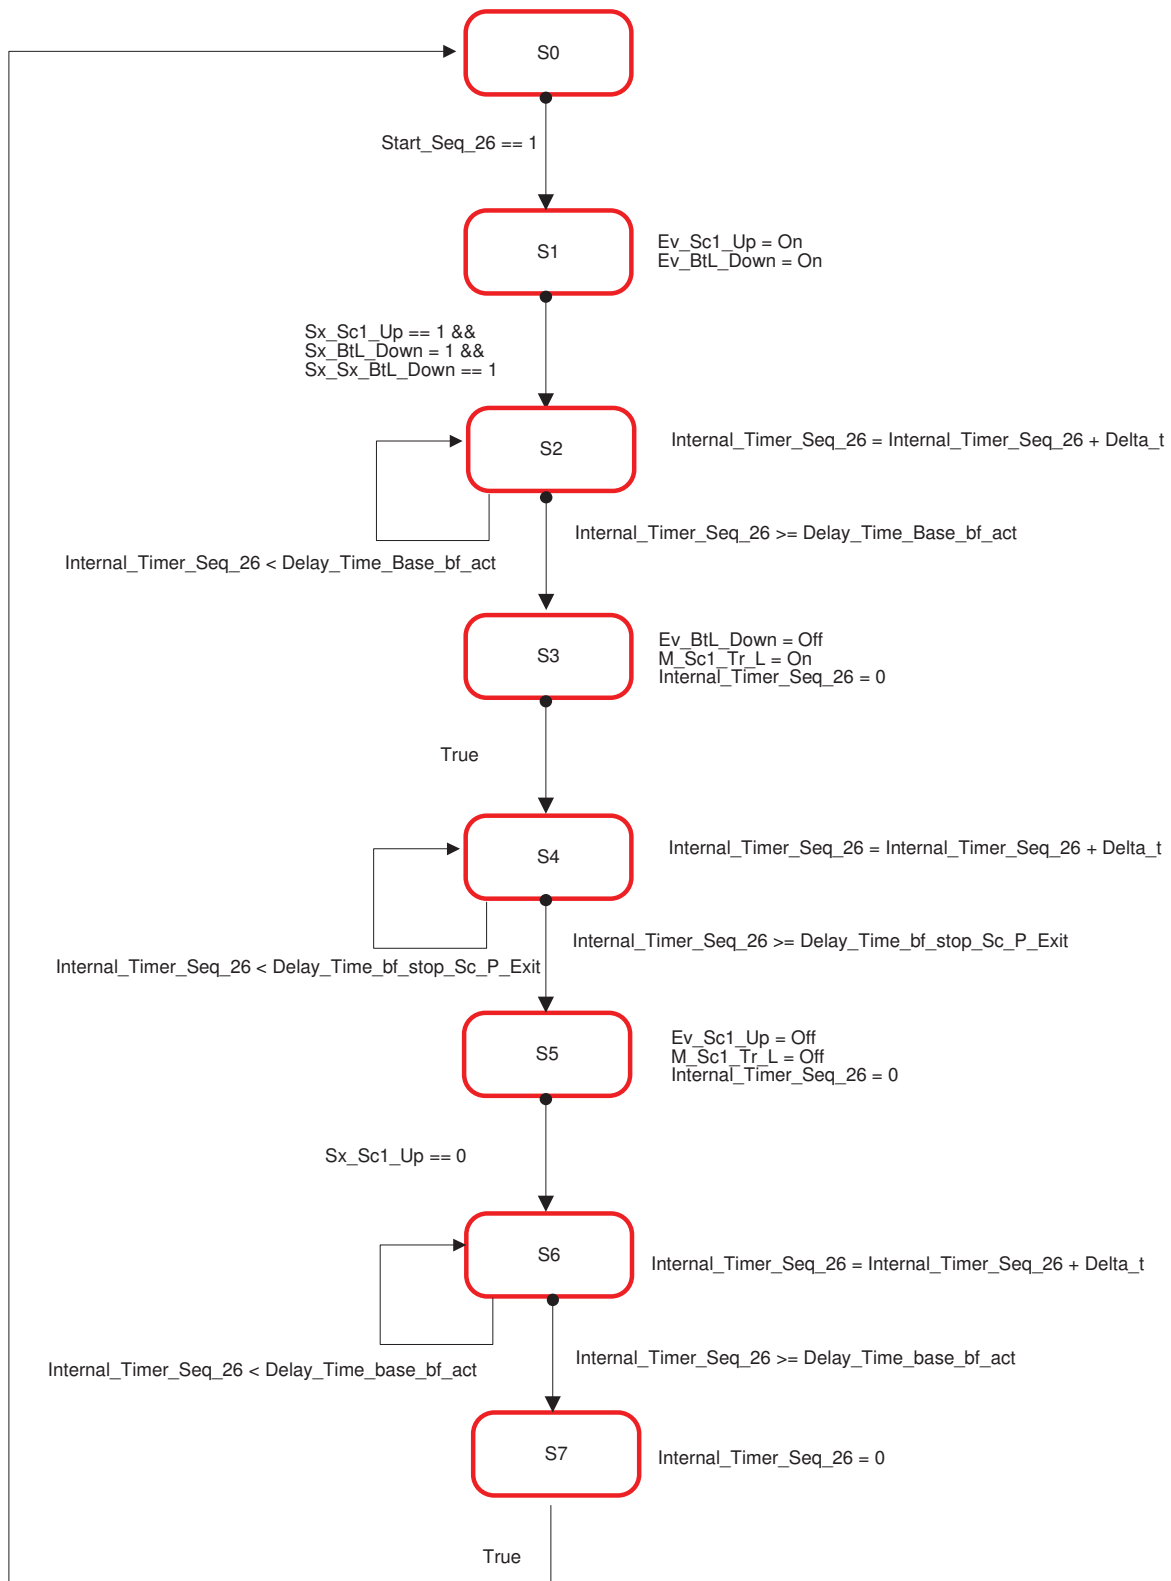 S0
Start_Seq_26 == 1
S1
Ev_Sc1_Up = On
Ev_BtL_Down = On
Sx_Sc1_Up == 1 &&
Sx_BtL_Down = 1 &&
Sx_Sx_BtL_Down == 1
S2
Internal_Timer_Seq_26 = Internal_Timer_Seq_26 + Delta_t
Internal_Timer_Seq_26 >= Delay_Time_Base_bf_act
Internal_Timer_Seq_26 < Delay_Time_Base_bf_act
S3
Ev_BtL_Down = Off
M_Sc1_Tr_L = On
Internal_Timer_Seq_26 = 0
True
S4
Internal_Timer_Seq_26 = Internal_Timer_Seq_26 + Delta_t
Internal_Timer_Seq_26 >= Delay_Time_bf_stop_Sc_P_Exit
Internal_Timer_Seq_26 < Delay_Time_bf_stop_Sc_P_Exit
S5
Ev_Sc1_Up = Off
M_Sc1_Tr_L = Off
Internal_Timer_Seq_26 = 0
Sx_Sc1_Up == 0
S6
Internal_Timer_Seq_26 = Internal_Timer_Seq_26 + Delta_t
Internal_Timer_Seq_26 >= Delay_Time_base_bf_act
Internal_Timer_Seq_26 < Delay_Time_base_bf_act
S7
Internal_Timer_Seq_26 = 0
True